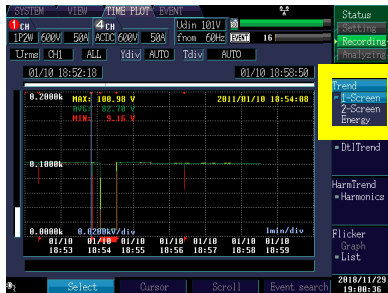 SYSTEM VIEW TIME PLOT EVENT
Status
1CH 4CH Udin 101V
Setting
1P2W 600V 50A ACDC 600V 50A fnom 60Hz EVENT 16
Recording
Analyzing
Urms CH1 ALL Ydiv AUTO Tdiv AUTO
01/10 18:52:18 01/10 18:58:50
Trend
1-Screen
2-Screen
Energy
0.2000k MAX: 100.98 V 2011/01/10 18:54:08
AVG: 82.78 V
MIN: 9.16 V
DtlTrend
0.1000k
HarmTrend
Harmonics
0.0000k 0.0200kV/div 1min/div
01/10 01/10 01/10 01/10 01/10 01/10 01/10
18:53 18:54 18:55 18:56 18:57 18:58 18:59
Flicker
Graph
List
Select Cursor Scroll Event search
2018/11/29
19:00:36